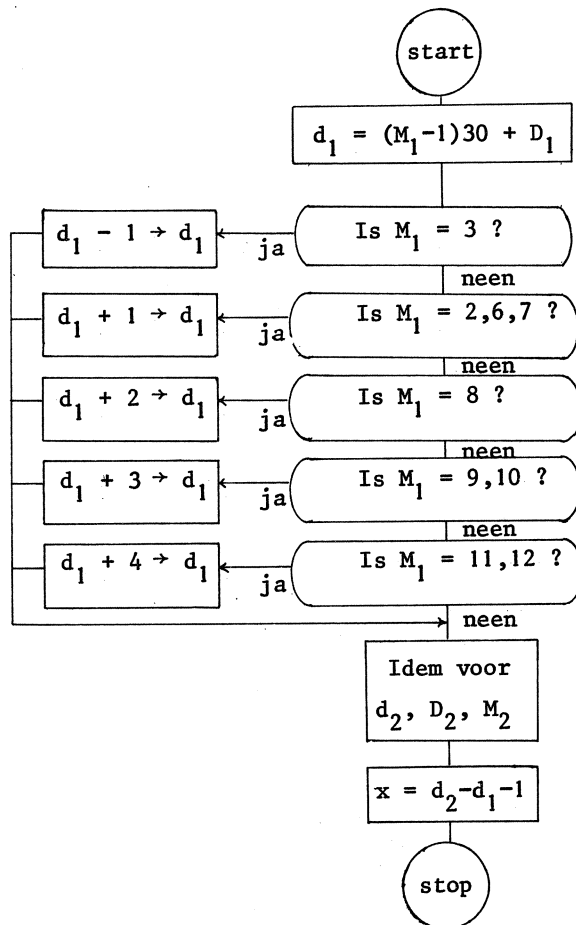 start
d₁ = (M₁-1)30 + D₁
d₁ - 1 → d₁
ja
Is M₁ = 3 ?
neen
d₁ + 1 → d₁
ja
Is M₁ = 2,6,7 ?
neen
d₁ + 2 → d₁
ja
Is M₁ = 8 ?
neen
d₁ + 3 → d₁
ja
Is M₁ = 9,10 ?
neen
d₁ + 4 → d₁
ja
Is M₁ = 11,12 ?
neen
Idem voor
d₂, D₂, M₂
x = d₂-d₁-1
stop